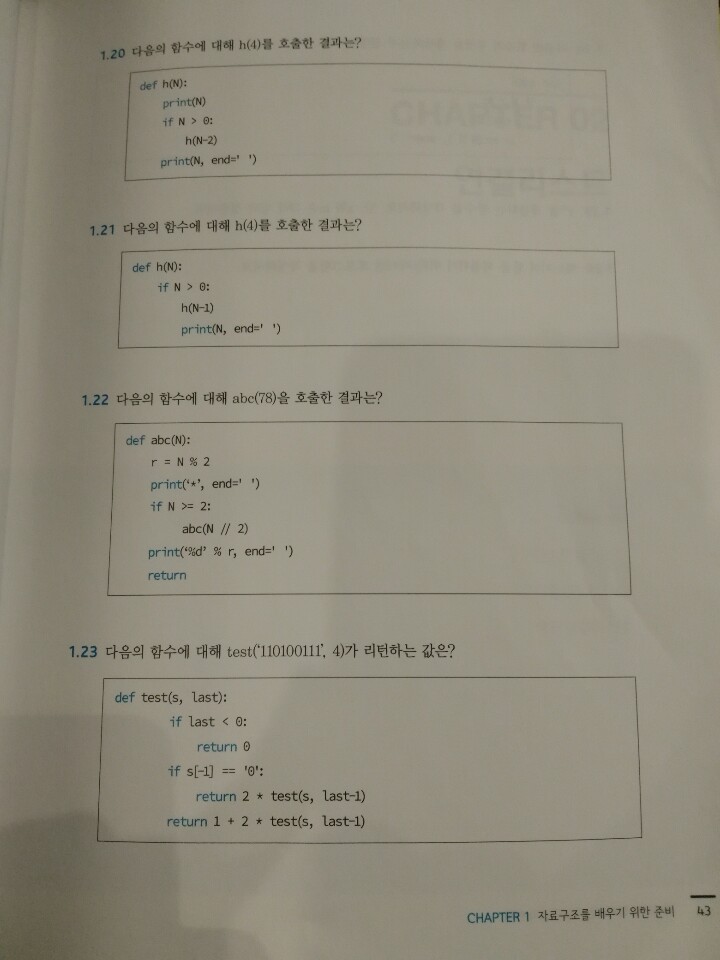 1.20 다음의 함수에 대해 h(4)를 호출한 결과는?
def h(N):
print(N)
if N > 0:
h(N-2)
print(N, end=' ')
1.21 다음의 함수에 대해 h(4)를 호출한 결과는?
def h(N):
if N > 0:
h(N-1)
print(N, end=' ')
1.22 다음의 함수에 대해 abc(78)을 호출한 결과는?
def abc(N):
r = N % 2
print('*', end=' ')
if N >= 2:
abc(N // 2)
print('%d' % r, end=' ')
return
1.23 다음의 함수에 대해 test('110100111', 4)가 리턴하는 값은?
def test(s, last):
if last < 0:
return 0
if s[-1] == '0':
return 2 * test(s, last-1)
return 1 + 2 * test(s, last-1)
CHAPTER 1 자료구조를 배우기 위한 준비 43